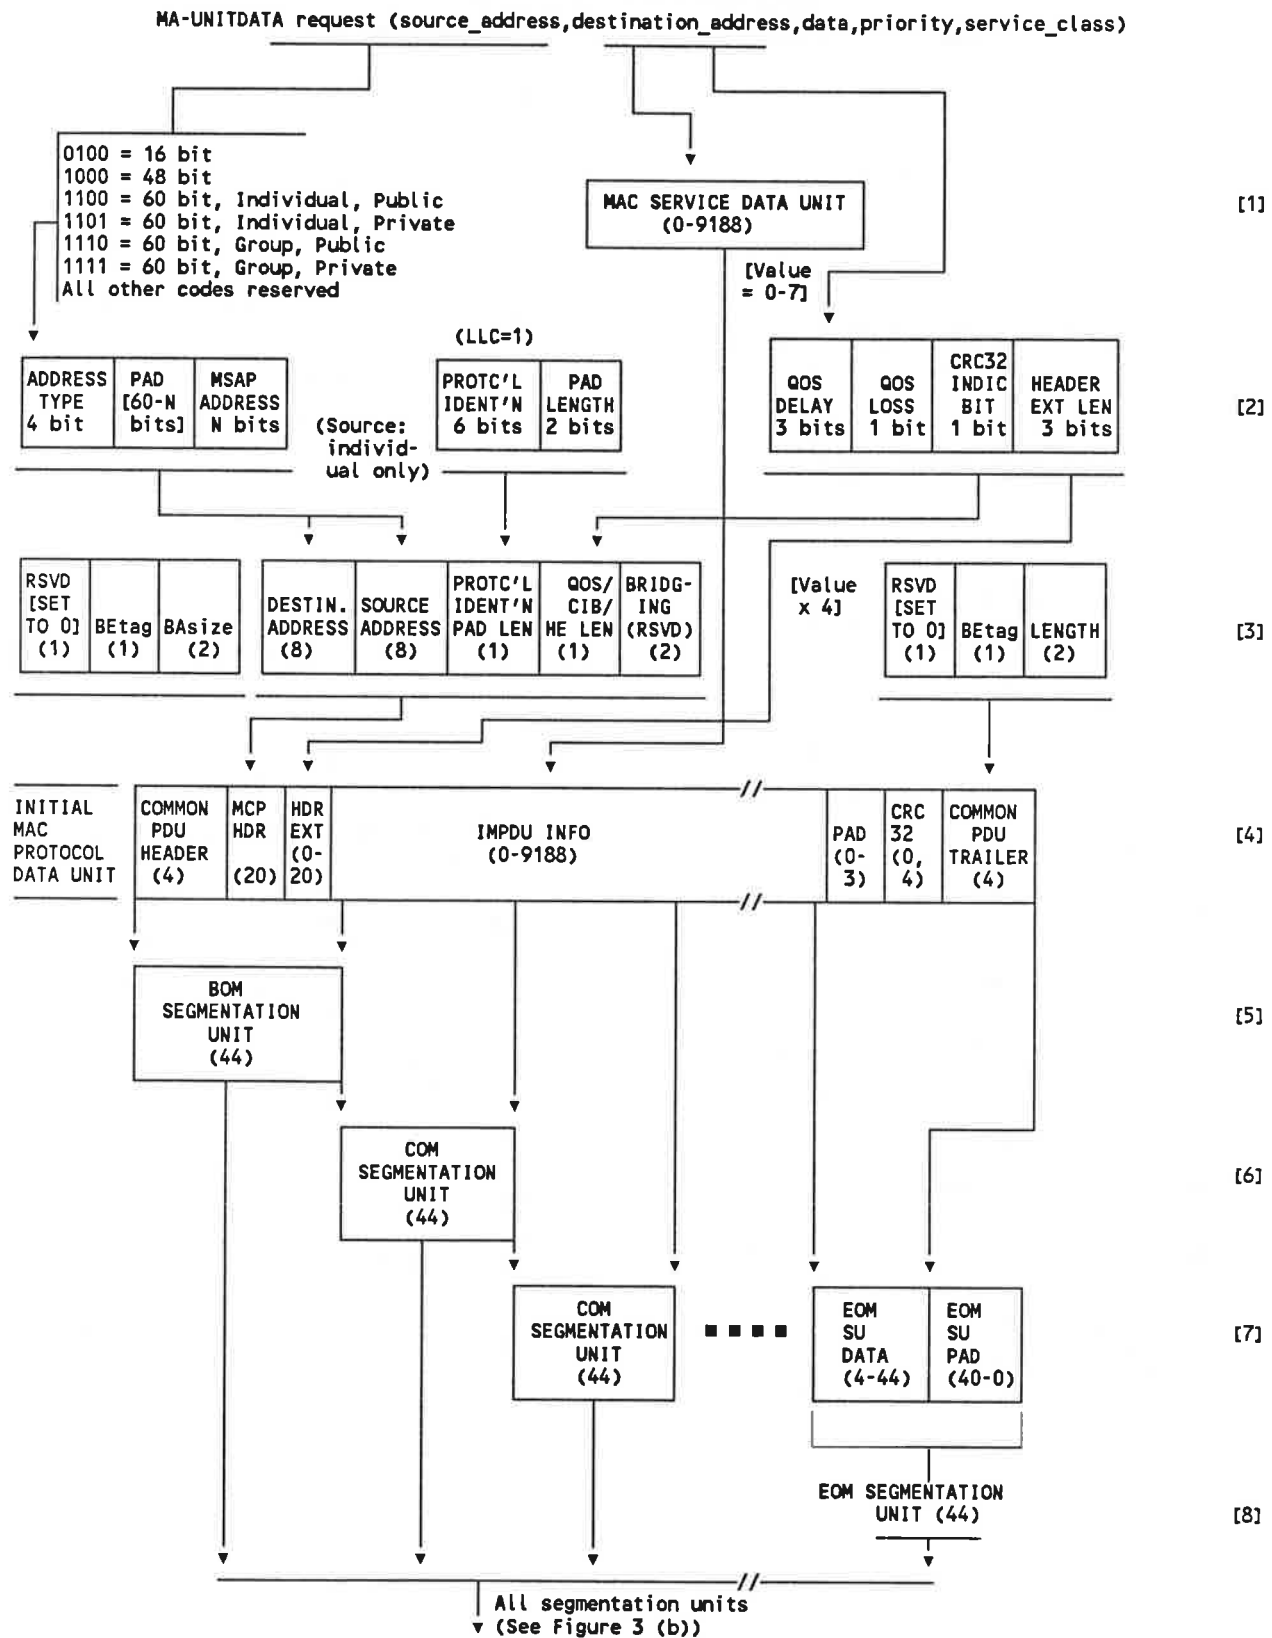 MA-UNITDATA request (source_address,destination_address,data,priority,service_class)
0100 = 16 bit
1000 = 48 bit
1100 = 60 bit, Individual, Public
1101 = 60 bit, Individual, Private
1110 = 60 bit, Group, Public
1111 = 60 bit, Group, Private
All other codes reserved
MAC SERVICE DATA UNIT
(0-9188)
[1]
[Value
= 0-7]
(LLC=1)
ADDRESS
TYPE
4 bit
PAD
[60-N
bits]
MSAP
ADDRESS
N bits
(Source:
individ-
ual only)
PROTC'L
IDENT'N
6 bits
PAD
LENGTH
2 bits
QOS
DELAY
3 bits
QOS
LOSS
1 bit
CRC32
INDIC
BIT
1 bit
HEADER
EXT LEN
3 bits
[2]
RSVD
[SET
TO 0]
(1)
BEtag
(1)
BAsize
(2)
DESTIN.
ADDRESS
(8)
SOURCE
ADDRESS
(8)
PROTC'L
IDENT'N
PAD LEN
(1)
QOS/
CIB/
HE LEN
(1)
BRIDG-
ING
(RSVD)
(2)
[Value
x 4]
RSVD
[SET
TO 0]
(1)
BEtag
(1)
LENGTH
(2)
[3]
INITIAL
MAC
PROTOCOL
DATA UNIT
COMMON
PDU
HEADER
(4)
MCP
HDR
(20)
HDR
EXT
(0-
20)
IMPDU INFO
(0-9188)
PAD
(0-
3)
CRC
32
(0,
4)
COMMON
PDU
TRAILER
(4)
[4]
BOM
SEGMENTATION
UNIT
(44)
[5]
COM
SEGMENTATION
UNIT
(44)
[6]
COM
SEGMENTATION
UNIT
(44)
EOM
SU
DATA
(4-44)
EOM
SU
PAD
(40-0)
[7]
EOM SEGMENTATION
UNIT (44)
[8]
All segmentation units
(See Figure 3 (b))